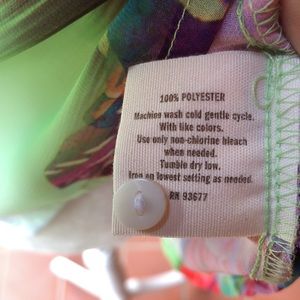 100% POLYESTER
Machine wash cold gentle cycle.
With like colors.
Use only non-chlorine bleach
when needed.
Tumble dry low.
Iron on lowest setting as needed.
RN 93677